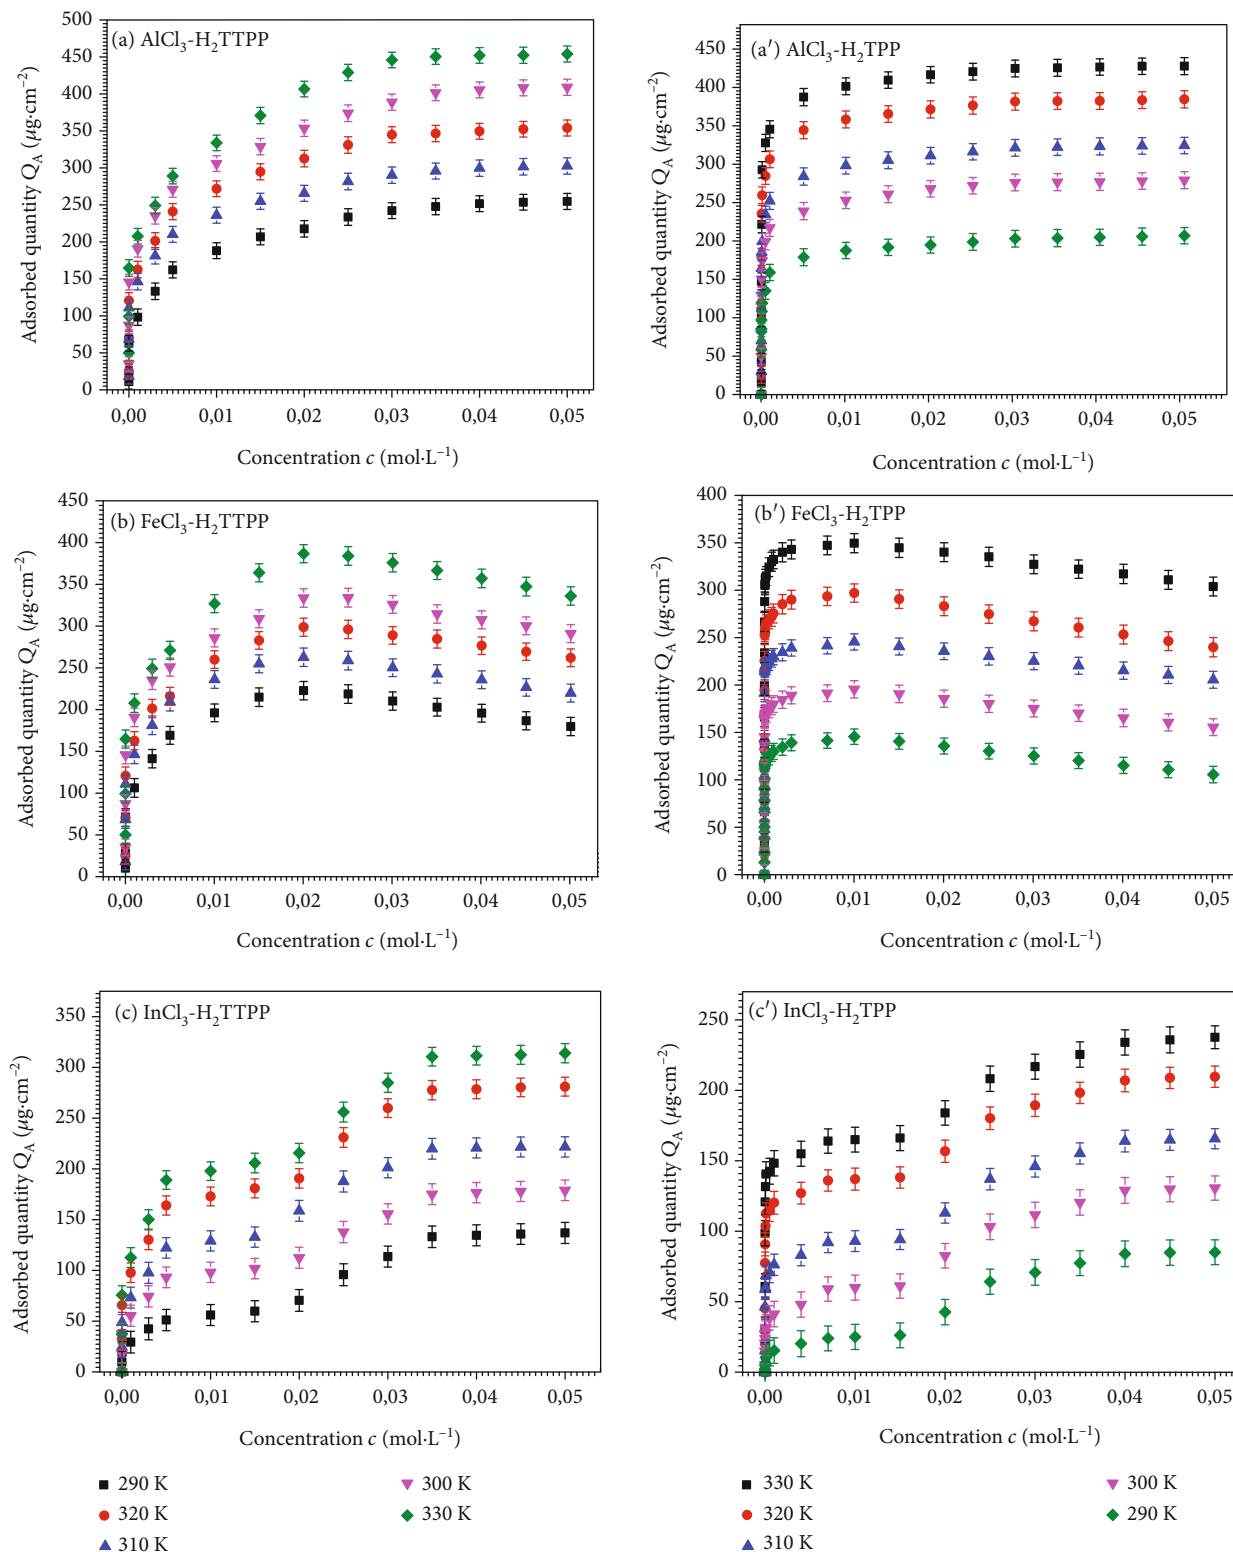 (a) AlCl₃-H₂TTPP
Adsorbed quantity Q_A (µg·cm⁻²)
500
450
400
350
300
250
200
150
100
50
0
0,00 0,01 0,02 0,03 0,04 0,05
Concentration c (mol·L⁻¹)
(a′) AlCl₃-H₂TPP
Adsorbed quantity Q_A (µg·cm⁻²)
450
400
350
300
250
200
150
100
50
0
0,00 0,01 0,02 0,03 0,04 0,05
Concentration c (mol·L⁻¹)
(b) FeCl₃-H₂TTPP
Adsorbed quantity Q_A (µg·cm⁻²)
450
400
350
300
250
200
150
100
50
0
0,00 0,01 0,02 0,03 0,04 0,05
Concentration c (mol·L⁻¹)
(b′) FeCl₃-H₂TPP
Adsorbed quantity Q_A (µg·cm⁻²)
400
350
300
250
200
150
100
50
0
0,00 0,01 0,02 0,03 0,04 0,05
Concentration c (mol·L⁻¹)
(c) InCl₃-H₂TTPP
Adsorbed quantity Q_A (µg·cm⁻²)
350
300
250
200
150
100
50
0
0,00 0,01 0,02 0,03 0,04 0,05
Concentration c (mol·L⁻¹)
(c′) InCl₃-H₂TPP
Adsorbed quantity Q_A (µg·cm⁻²)
250
200
150
100
50
0
0,00 0,01 0,02 0,03 0,04 0,05
Concentration c (mol·L⁻¹)
290 K
320 K
310 K
300 K
330 K
330 K
320 K
310 K
300 K
290 K